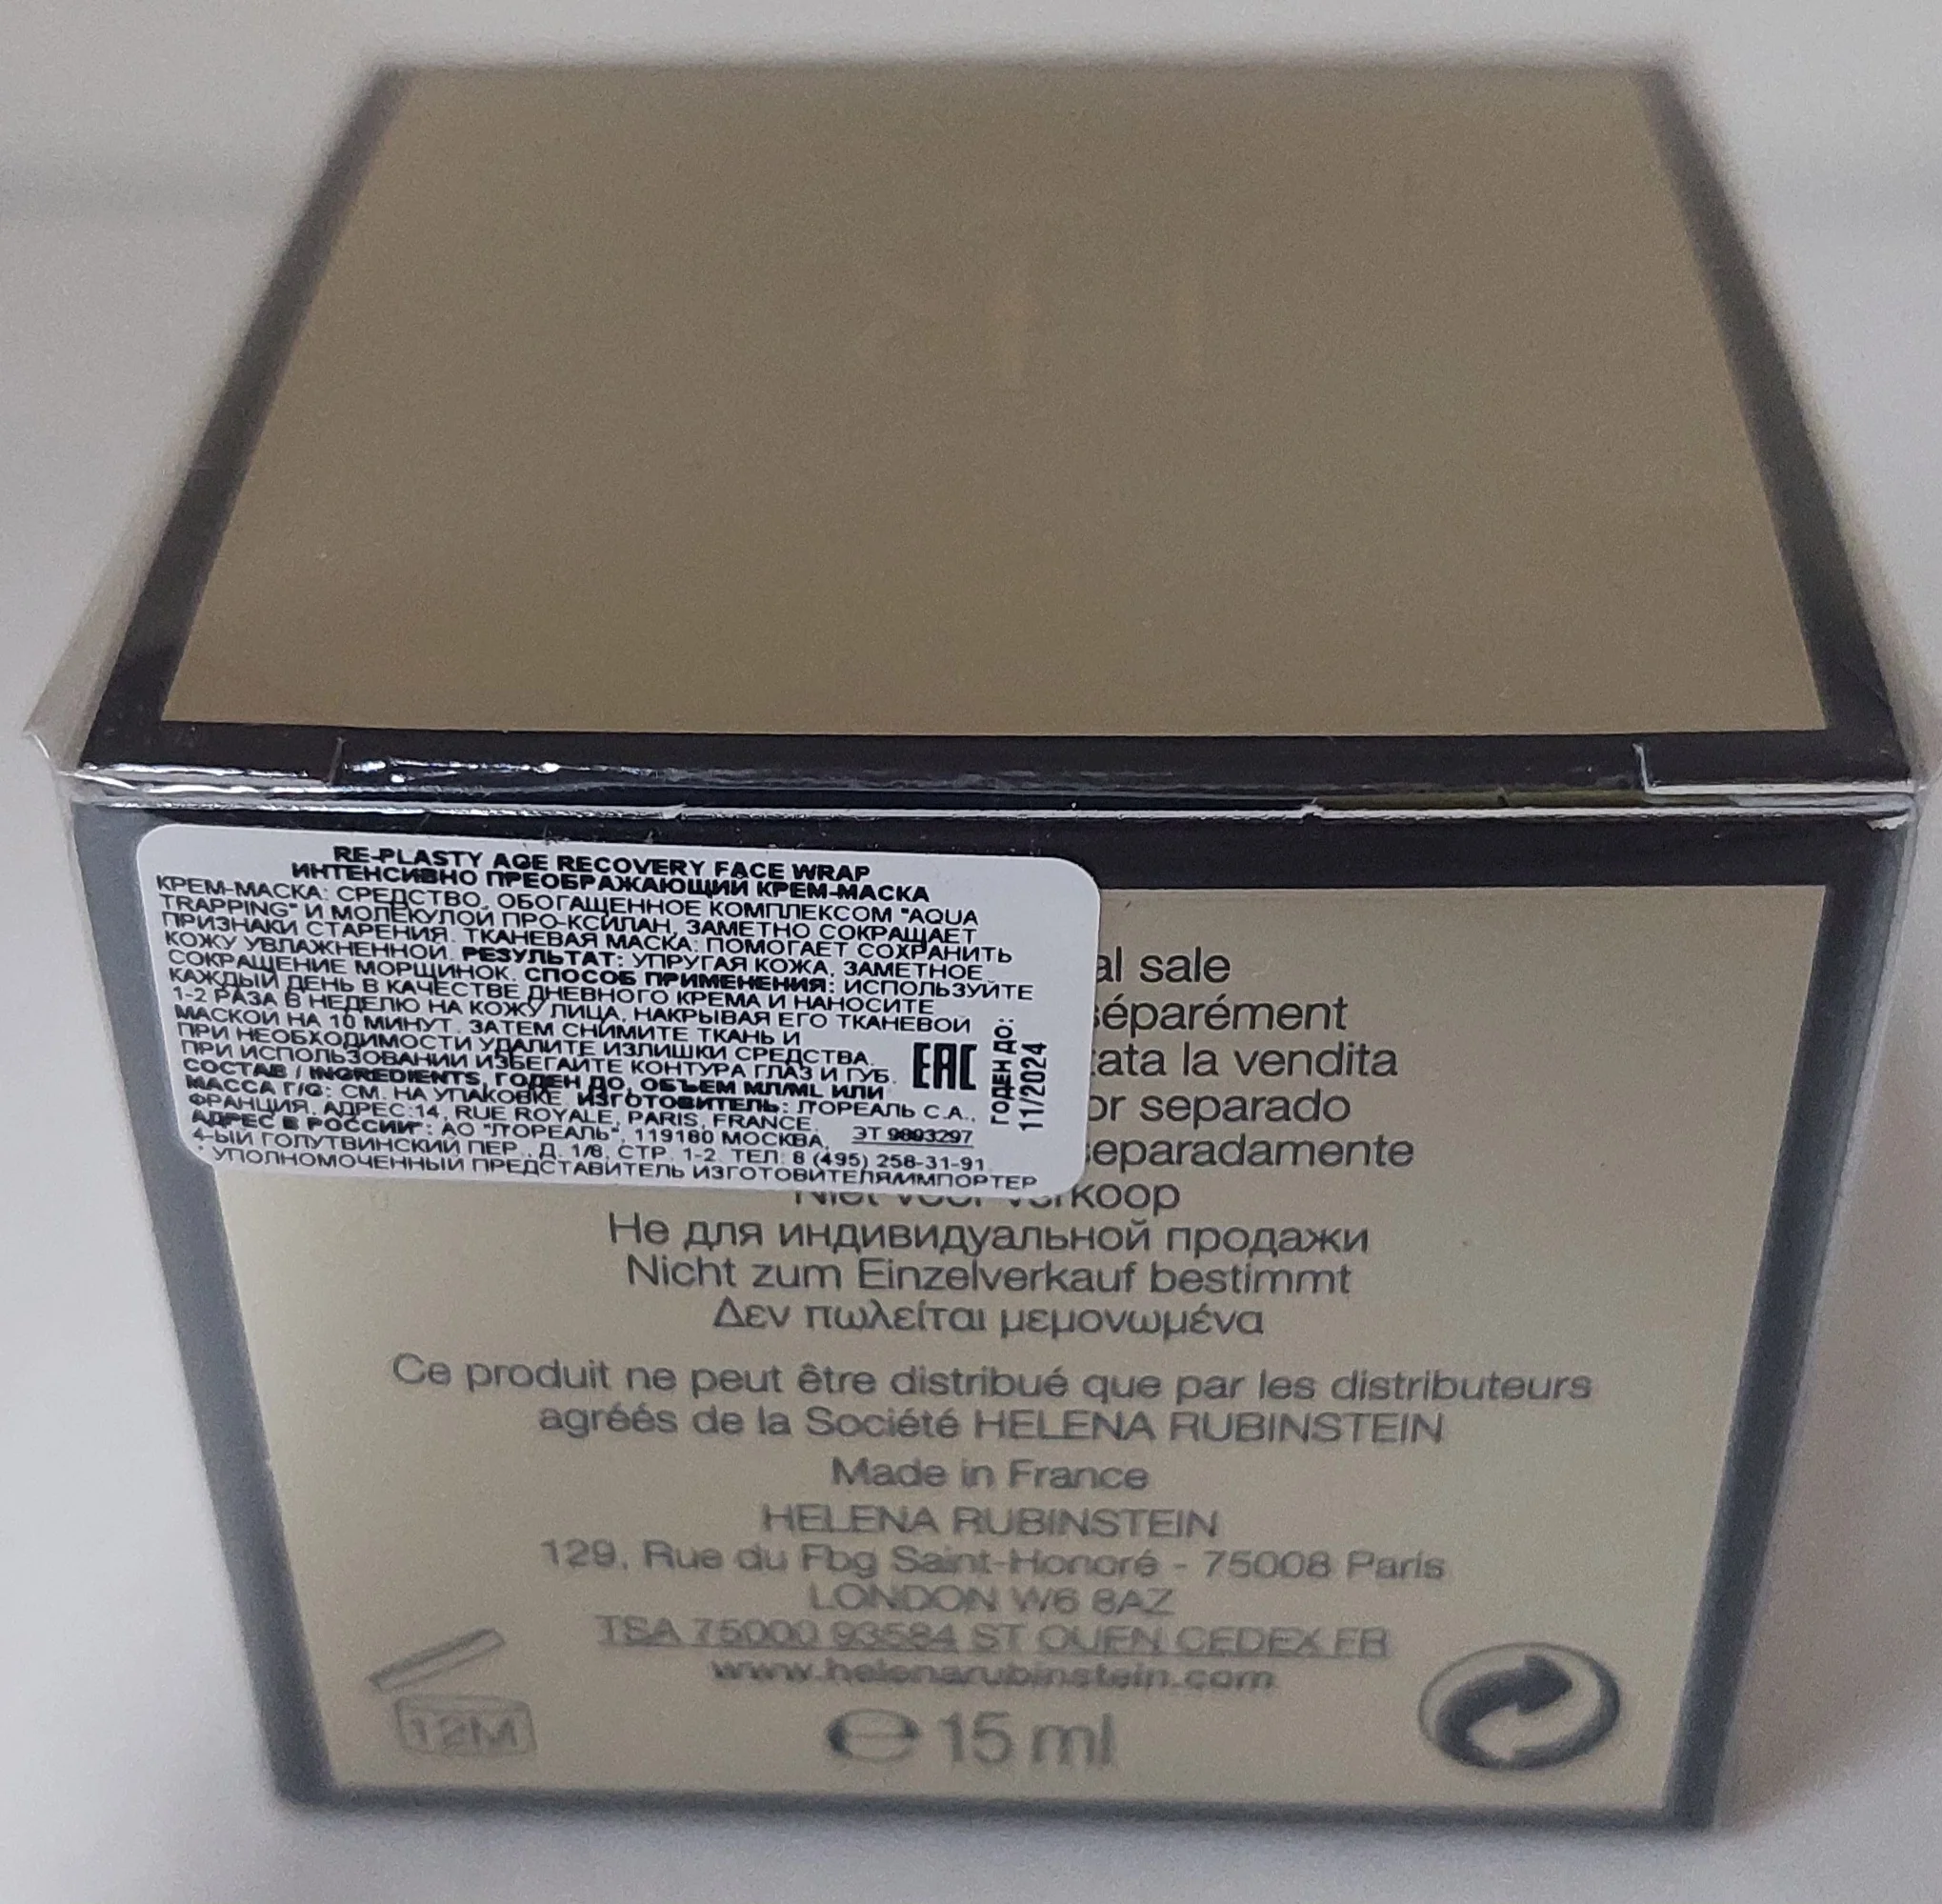 RE-PLASTY AGE RECOVERY FACE WRAP
ИНТЕНСИВНО ПРЕОБРАЖАЮЩИЙ КРЕМ-МАСКА
КРЕМ-МАСКА: СРЕДСТВО, ОБОГАЩЕННОЕ КОМПЛЕКСОМ "AQUA
TRAPPING" И МОЛЕКУЛОЙ ПРО-КСИЛАН, ЗАМЕТНО СОКРАЩАЕТ
ПРИЗНАКИ СТАРЕНИЯ. ТКАНЕВАЯ МАСКА: ПОМОГАЕТ СОХРАНИТЬ
КОЖУ УВЛАЖНЕННОЙ. РЕЗУЛЬТАТ: УПРУГАЯ КОЖА, ЗАМЕТНОЕ
СОКРАЩЕНИЕ МОРЩИНОК. СПОСОБ ПРИМЕНЕНИЯ: ИСПОЛЬЗУЙТЕ
КАЖДЫЙ ДЕНЬ В КАЧЕСТВЕ ДНЕВНОГО КРЕМА И НАНОСИТЕ
1-2 РАЗА В НЕДЕЛЮ НА КОЖУ ЛИЦА, НАКРЫВАЯ ЕГО ТКАНЕВОЙ
МАСКОЙ НА 10 МИНУТ. ЗАТЕМ СНИМИТЕ ТКАНЬ И
ПРИ НЕОБХОДИМОСТИ УДАЛИТЕ ИЗЛИШКИ СРЕДСТВА.
ПРИ ИСПОЛЬЗОВАНИИ ИЗБЕГАЙТЕ КОНТУРА ГЛАЗ И ГУБ.
СОСТАВ / INGREDIENTS, ГОДЕН ДО, ОБЪЕМ МЛ/ML ИЛИ
МАССА Г/G: СМ. НА УПАКОВКЕ. ИЗГОТОВИТЕЛЬ: Л'ОРЕАЛЬ С.А.,
ФРАНЦИЯ. АДРЕС:14, RUE ROYALE, PARIS, FRANCE.
АДРЕС В РОССИИ*: АО "Л'ОРЕАЛЬ", 119180 МОСКВА,
4-ЫЙ ГОЛУТВИНСКИЙ ПЕР., Д. 1/8, СТР. 1-2. ТЕЛ. 8 (495) 258-31-91
* УПОЛНОМОЧЕННЫЙ ПРЕДСТАВИТЕЛЬ ИЗГОТОВИТЕЛЯ/ИМПОРТЕР
ЭТ 9893297
EAC
ГОДЕН ДО:
11/2024
al sale
séparément
ata la vendita
or separado
separadamente
Niet voor verkoop
Не для индивидуальной продажи
Nicht zum Einzelverkauf bestimmt
Δεν πωλείται μεμονωμένα
Ce produit ne peut être distribué que par les distributeurs
agréés de la Société HELENA RUBINSTEIN
Made in France
HELENA RUBINSTEIN
129, Rue du Fbg Saint-Honoré - 75008 Paris
LONDON W6 8AZ
TSA 75000 93584 ST OUEN CEDEX FR
www.helenarubinstein.com
12M
℮ 15 ml